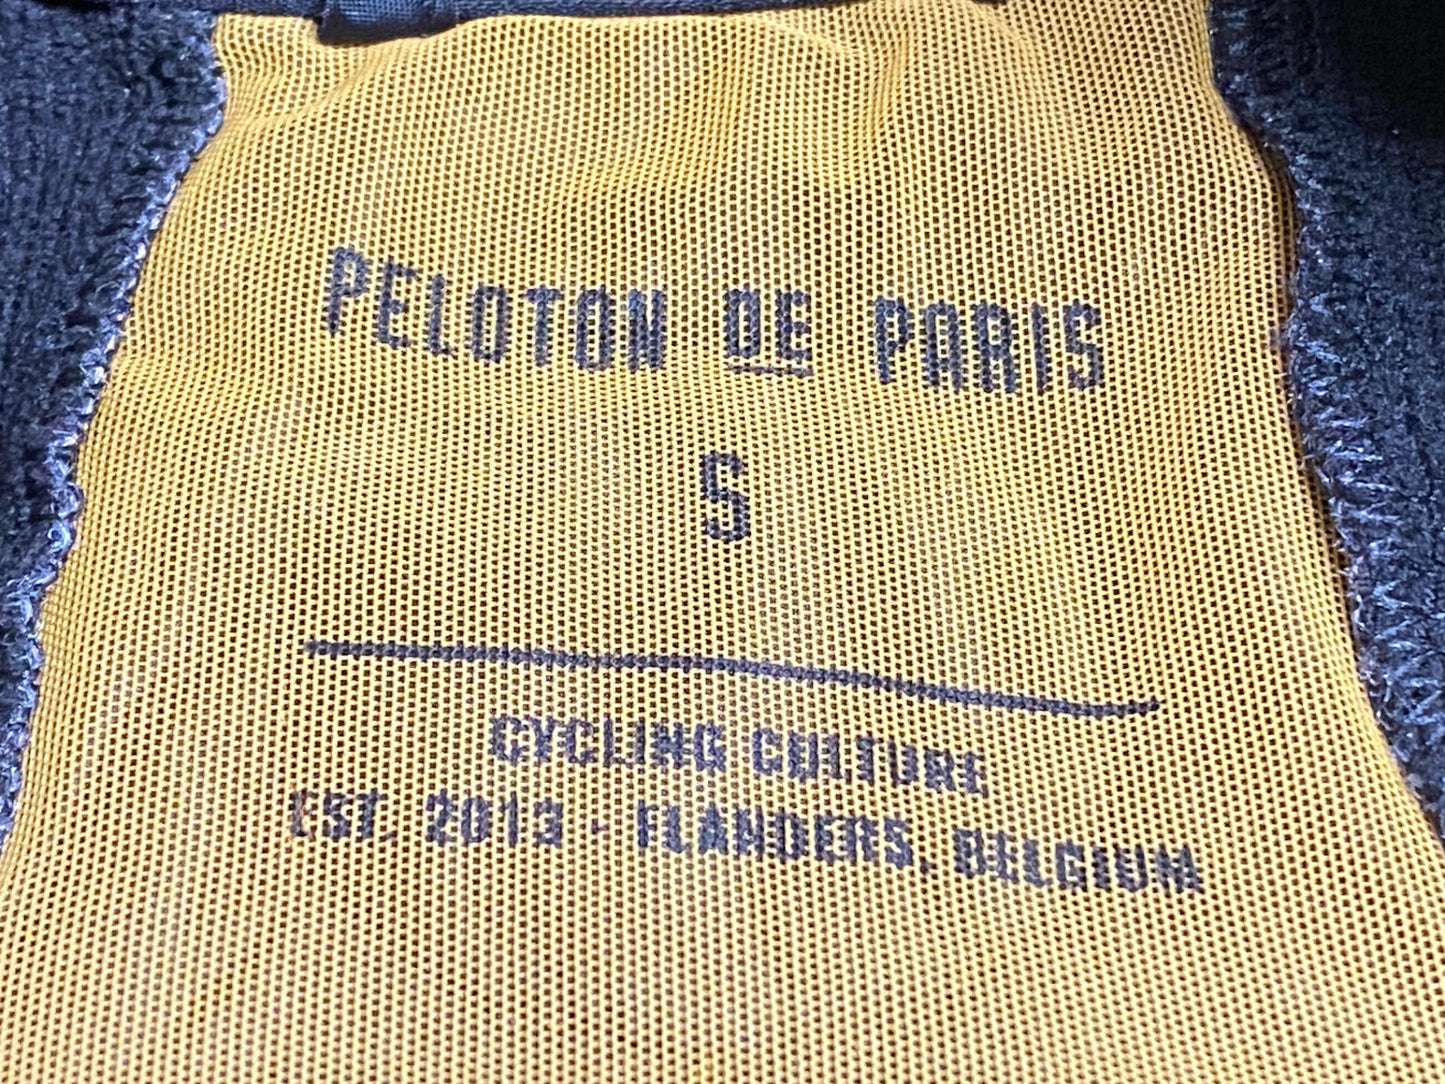 PELOTON DE PARIS
S
CYCLING CULTURE
EST. 2013 - FLANDERS, BELGIUM